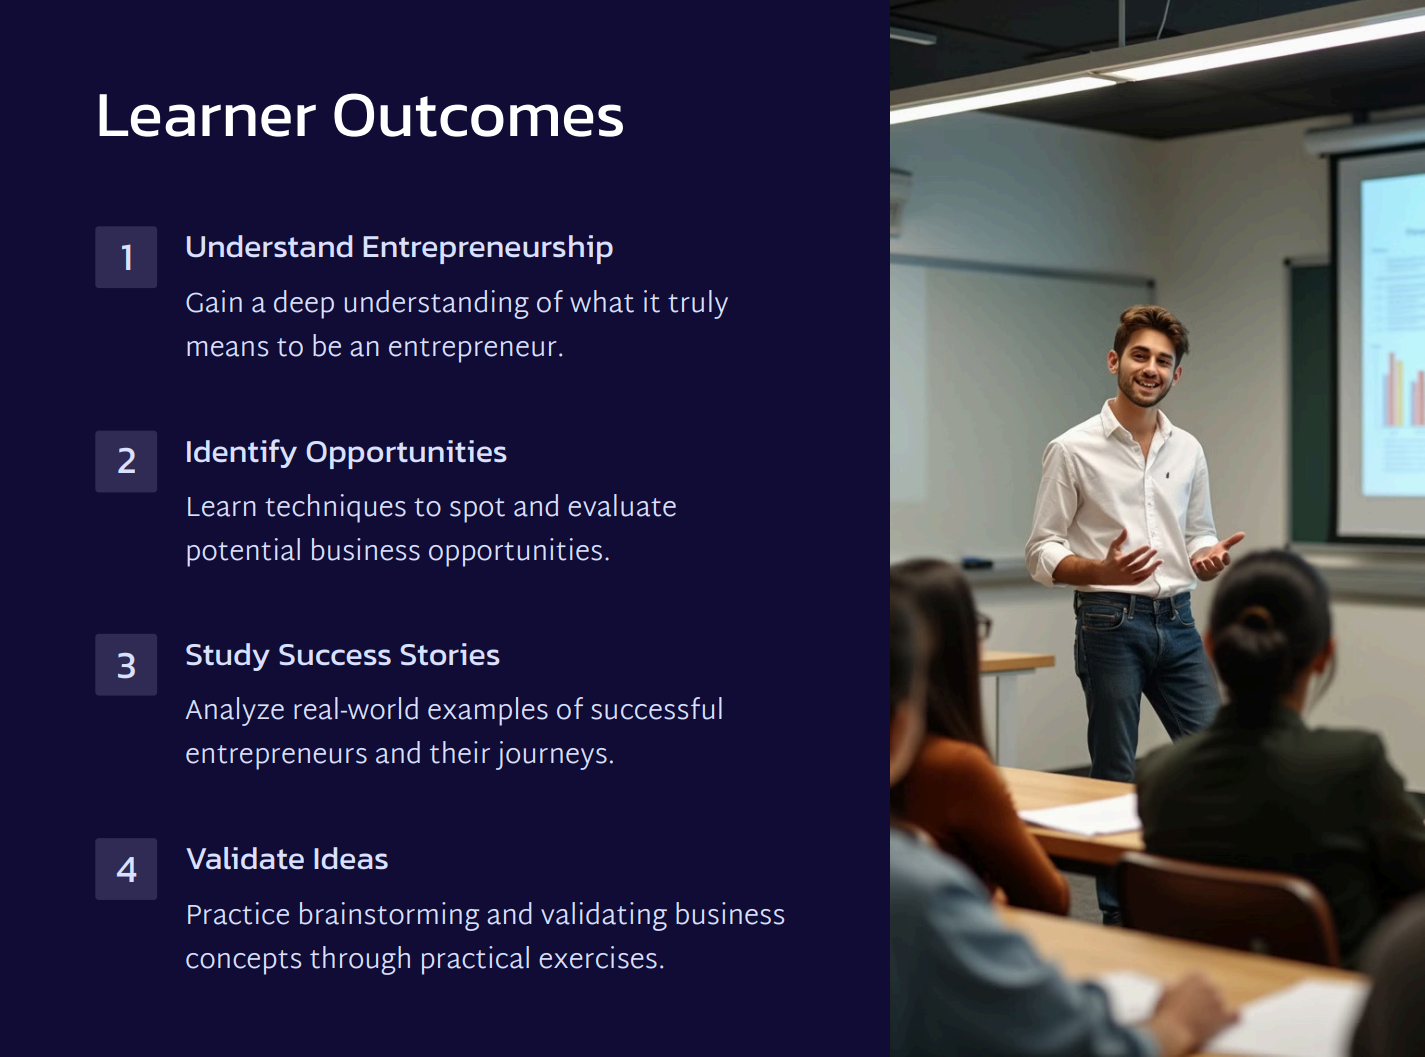 Learner Outcomes
1
Understand Entrepreneurship
Gain a deep understanding of what it truly
means to be an entrepreneur.
2
Identify Opportunities
Learn techniques to spot and evaluate
potential business opportunities.
3
Study Success Stories
Analyze real-world examples of successful
entrepreneurs and their journeys.
4
Validate Ideas
Practice brainstorming and validating business
concepts through practical exercises.